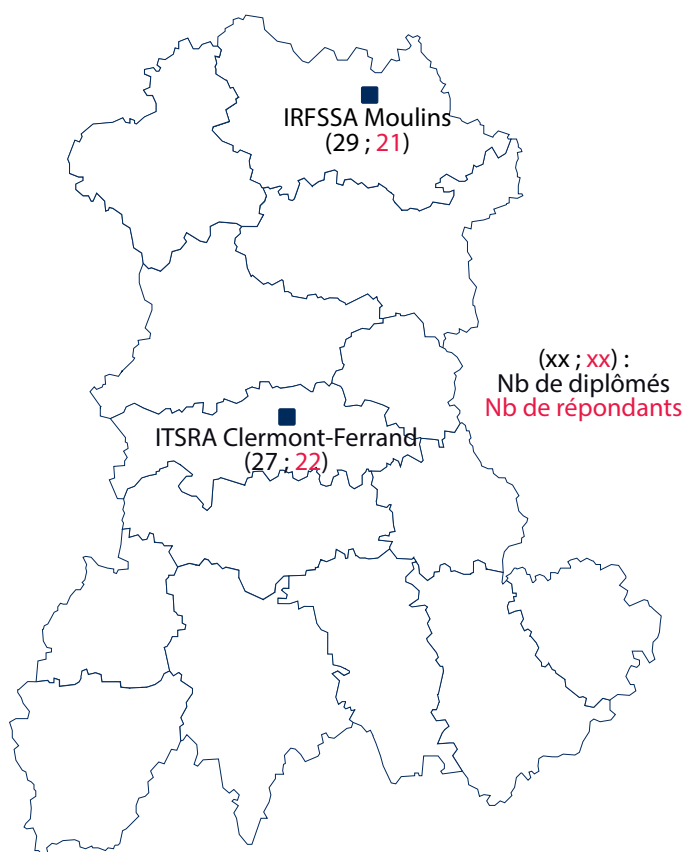 IRFSSA Moulins
(29 ; 21)
(xx ; xx) :
Nb de diplômés
Nb de répondants
ITSRA Clermont-Ferrand
(27 ; 22)